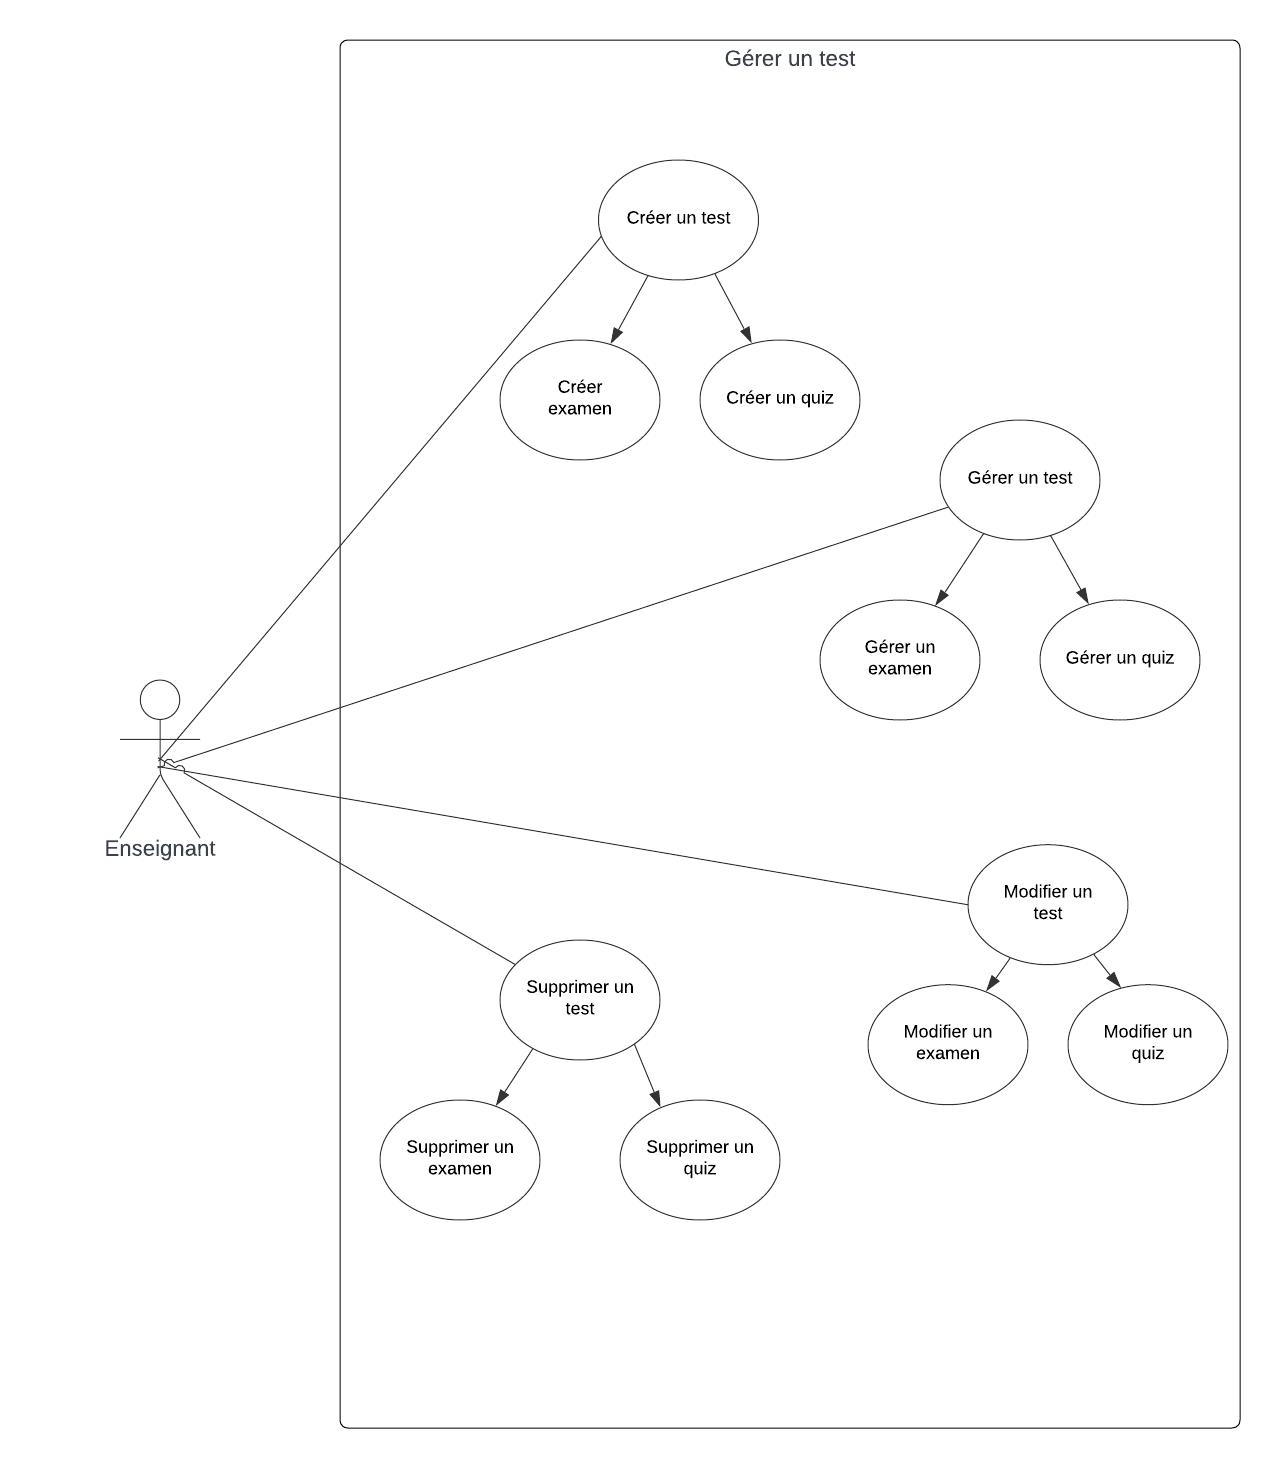 Gérer un test
Créer un test
Créer
examen
Créer un quiz
Gérer un test
Gérer un
examen
Gérer un quiz
Enseignant
Modifier un
test
Supprimer un
test
Modifier un
examen
Modifier un
quiz
Supprimer un
examen
Supprimer un
quiz